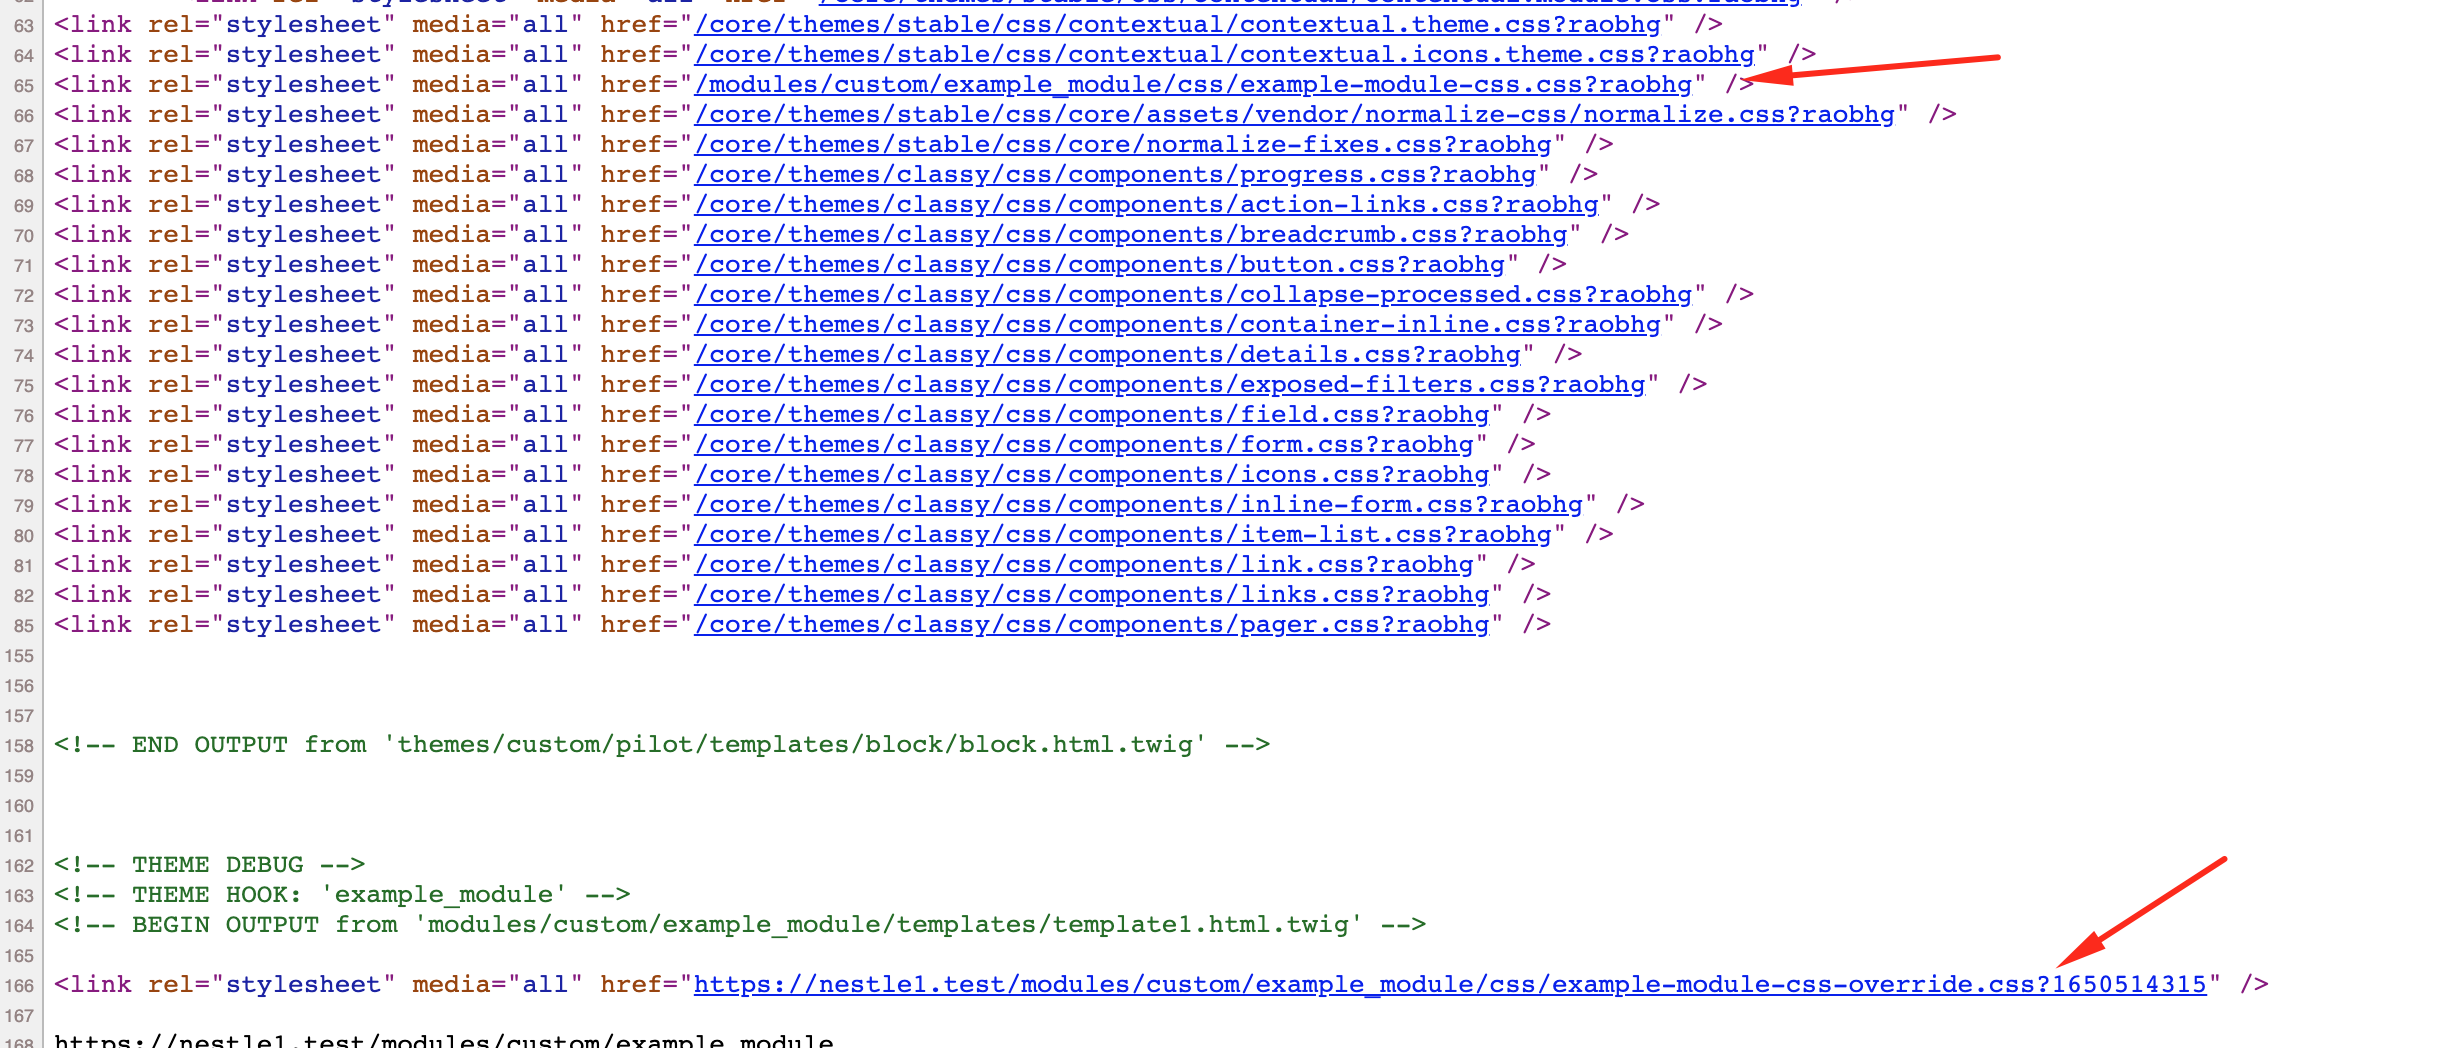 62 <link rel="stylesheet" media="all" href="/core/themes/stable/css/contextual/contextual.module.css?raobhg" />
63 <link rel="stylesheet" media="all" href="/core/themes/stable/css/contextual/contextual.theme.css?raobhg" />
64 <link rel="stylesheet" media="all" href="/core/themes/stable/css/contextual/contextual.icons.theme.css?raobhg" />
65 <link rel="stylesheet" media="all" href="/modules/custom/example_module/css/example-module-css.css?raobhg" />
66 <link rel="stylesheet" media="all" href="/core/themes/stable/css/core/assets/vendor/normalize-css/normalize.css?raobhg" />
67 <link rel="stylesheet" media="all" href="/core/themes/stable/css/core/normalize-fixes.css?raobhg" />
68 <link rel="stylesheet" media="all" href="/core/themes/classy/css/components/progress.css?raobhg" />
69 <link rel="stylesheet" media="all" href="/core/themes/classy/css/components/action-links.css?raobhg" />
70 <link rel="stylesheet" media="all" href="/core/themes/classy/css/components/breadcrumb.css?raobhg" />
71 <link rel="stylesheet" media="all" href="/core/themes/classy/css/components/button.css?raobhg" />
72 <link rel="stylesheet" media="all" href="/core/themes/classy/css/components/collapse-processed.css?raobhg" />
73 <link rel="stylesheet" media="all" href="/core/themes/classy/css/components/container-inline.css?raobhg" />
74 <link rel="stylesheet" media="all" href="/core/themes/classy/css/components/details.css?raobhg" />
75 <link rel="stylesheet" media="all" href="/core/themes/classy/css/components/exposed-filters.css?raobhg" />
76 <link rel="stylesheet" media="all" href="/core/themes/classy/css/components/field.css?raobhg" />
77 <link rel="stylesheet" media="all" href="/core/themes/classy/css/components/form.css?raobhg" />
78 <link rel="stylesheet" media="all" href="/core/themes/classy/css/components/icons.css?raobhg" />
79 <link rel="stylesheet" media="all" href="/core/themes/classy/css/components/inline-form.css?raobhg" />
80 <link rel="stylesheet" media="all" href="/core/themes/classy/css/components/item-list.css?raobhg" />
81 <link rel="stylesheet" media="all" href="/core/themes/classy/css/components/link.css?raobhg" />
82 <link rel="stylesheet" media="all" href="/core/themes/classy/css/components/links.css?raobhg" />
85 <link rel="stylesheet" media="all" href="/core/themes/classy/css/components/pager.css?raobhg" />
155
156
157
158 <!-- END OUTPUT from 'themes/custom/pilot/templates/block/block.html.twig' -->
159
160
161
162 <!-- THEME DEBUG -->
163 <!-- THEME HOOK: 'example_module' -->
164 <!-- BEGIN OUTPUT from 'modules/custom/example_module/templates/template1.html.twig' -->
165
166 <link rel="stylesheet" media="all" href="https://nestle1.test/modules/custom/example_module/css/example-module-css-override.css?1650514315" />
167
168 https://nestle1.test/modules/custom/example_module